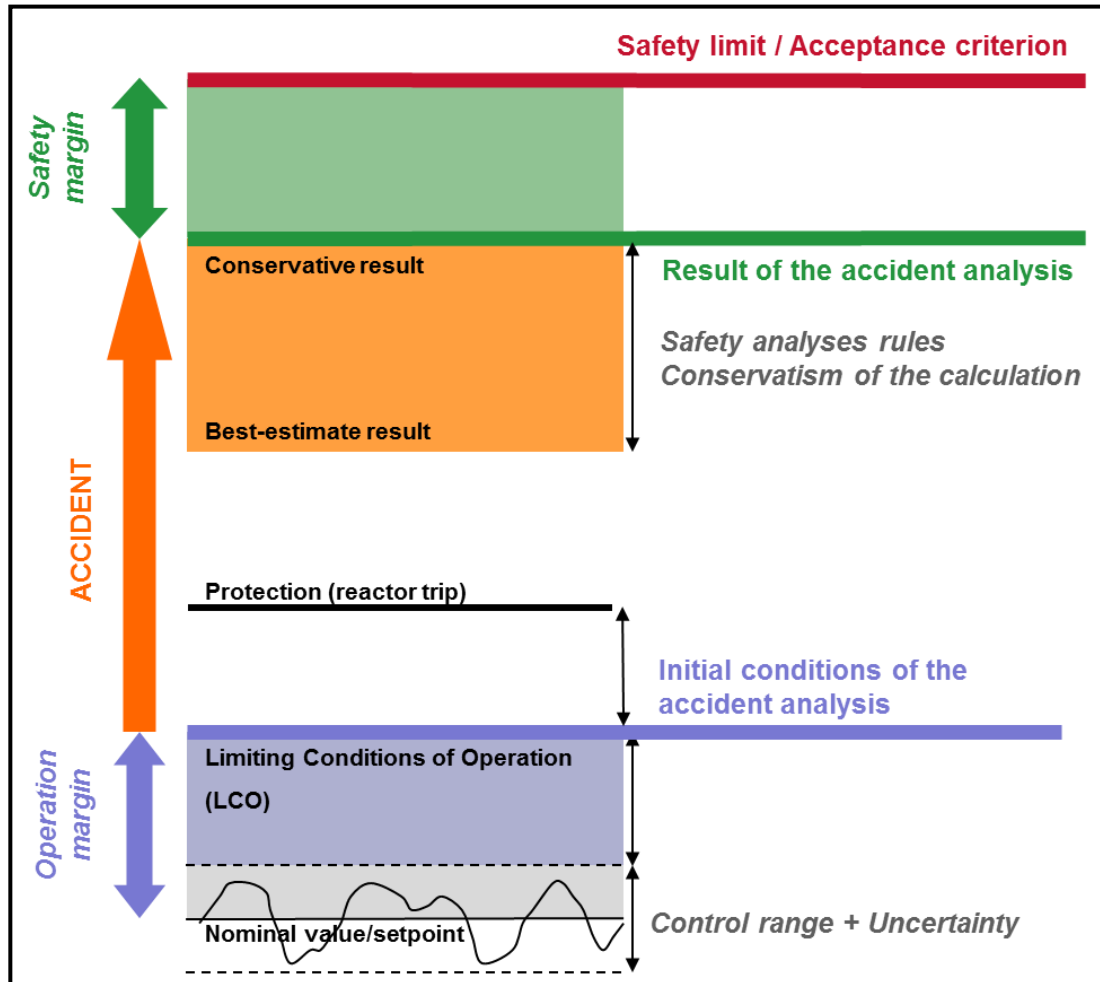 Safety limit / Acceptance criterion
Safety
margin
Conservative result
Result of the accident analysis
Safety analyses rules
Conservatism of the calculation
Best-estimate result
ACCIDENT
Protection (reactor trip)
Initial conditions of the
accident analysis
Limiting Conditions of Operation
(LCO)
Operation
margin
Nominal value/setpoint
Control range + Uncertainty